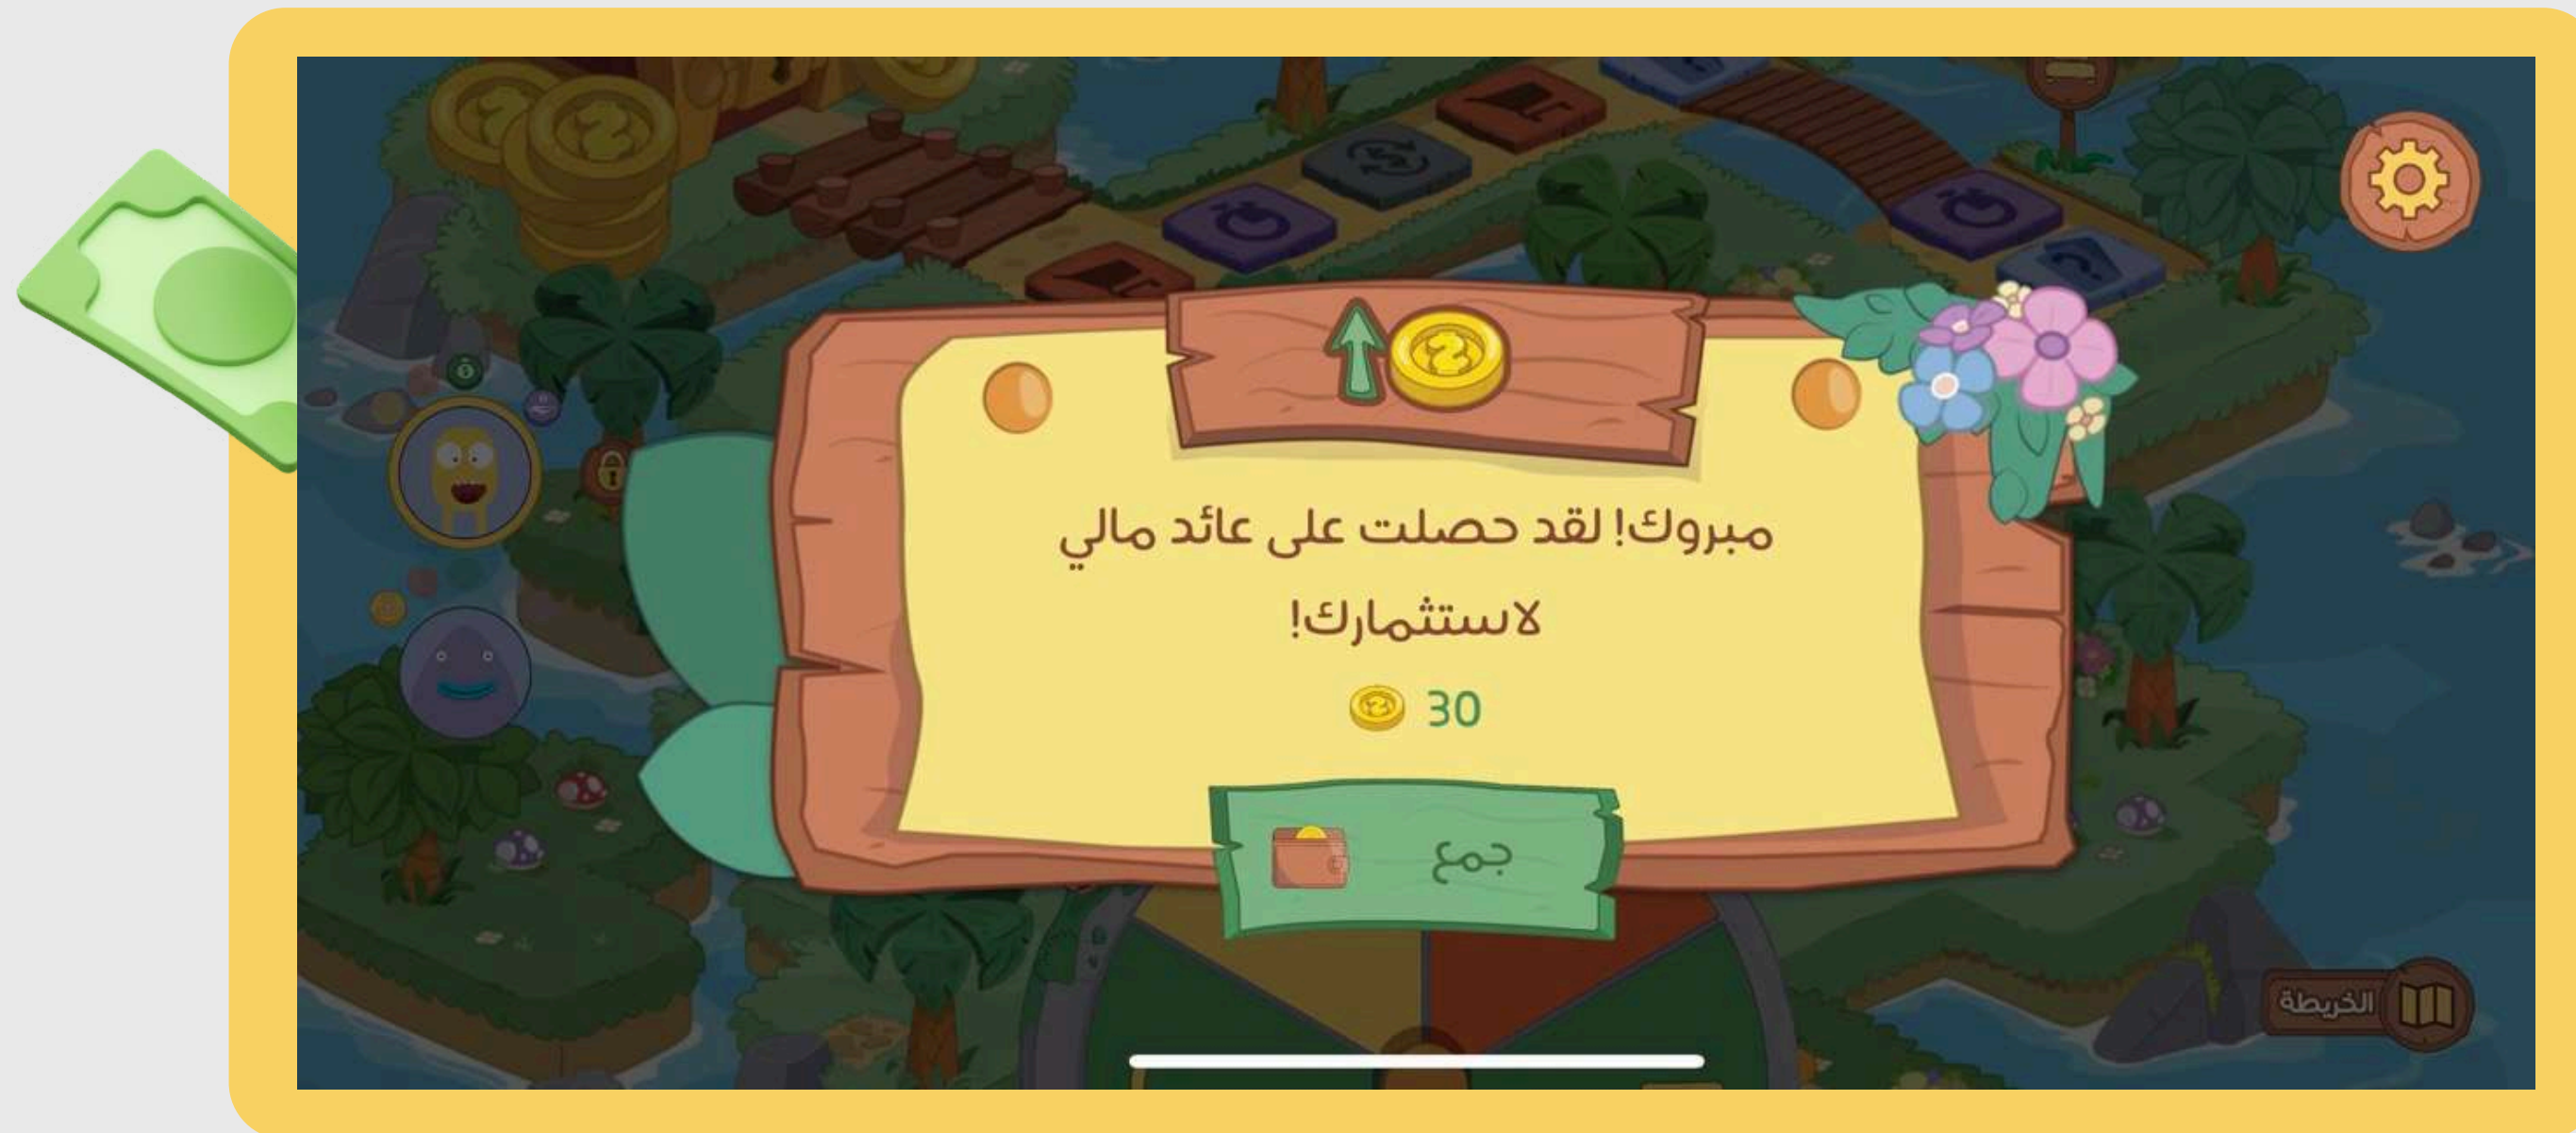 مبروك! لقد حصلت على عائد مالي
لاستثمارك!
30
جمع
الخريطة